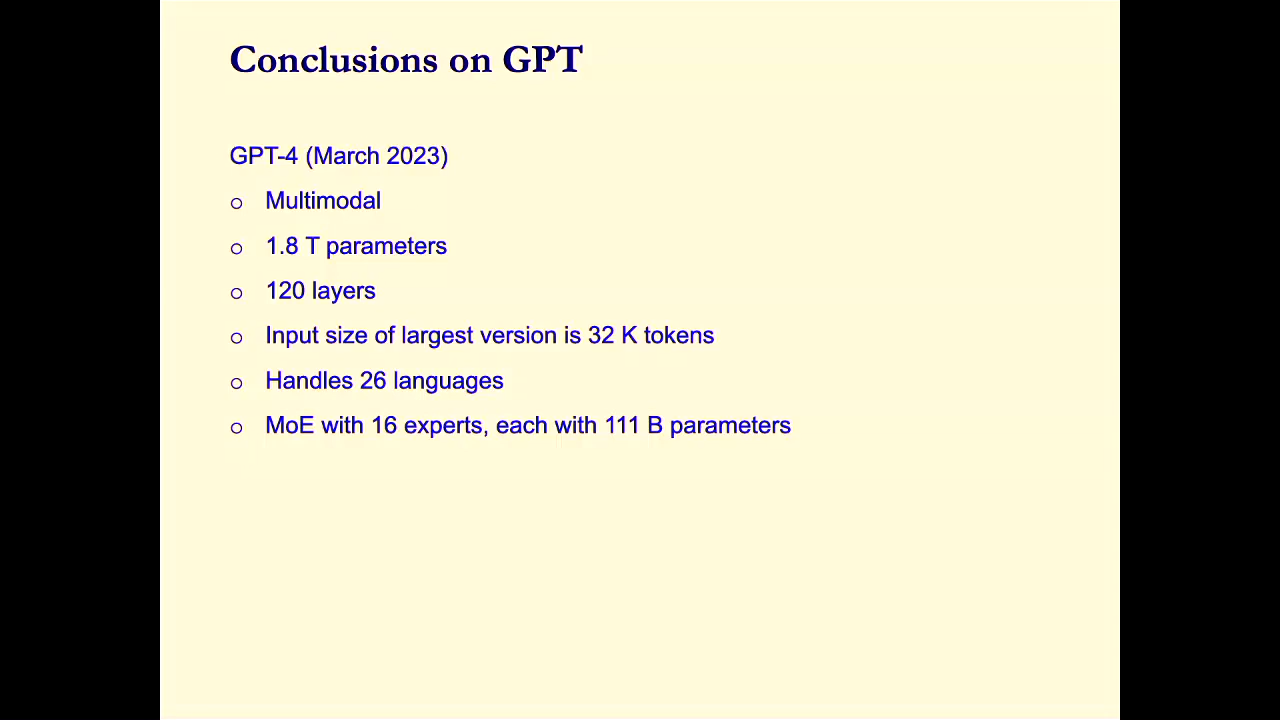 Conclusions on GPT
GPT-4 (March 2023)
o Multimodal
o 1.8 T parameters
o 120 layers
o Input size of largest version is 32 K tokens
o Handles 26 languages
o MoE with 16 experts, each with 111 B parameters